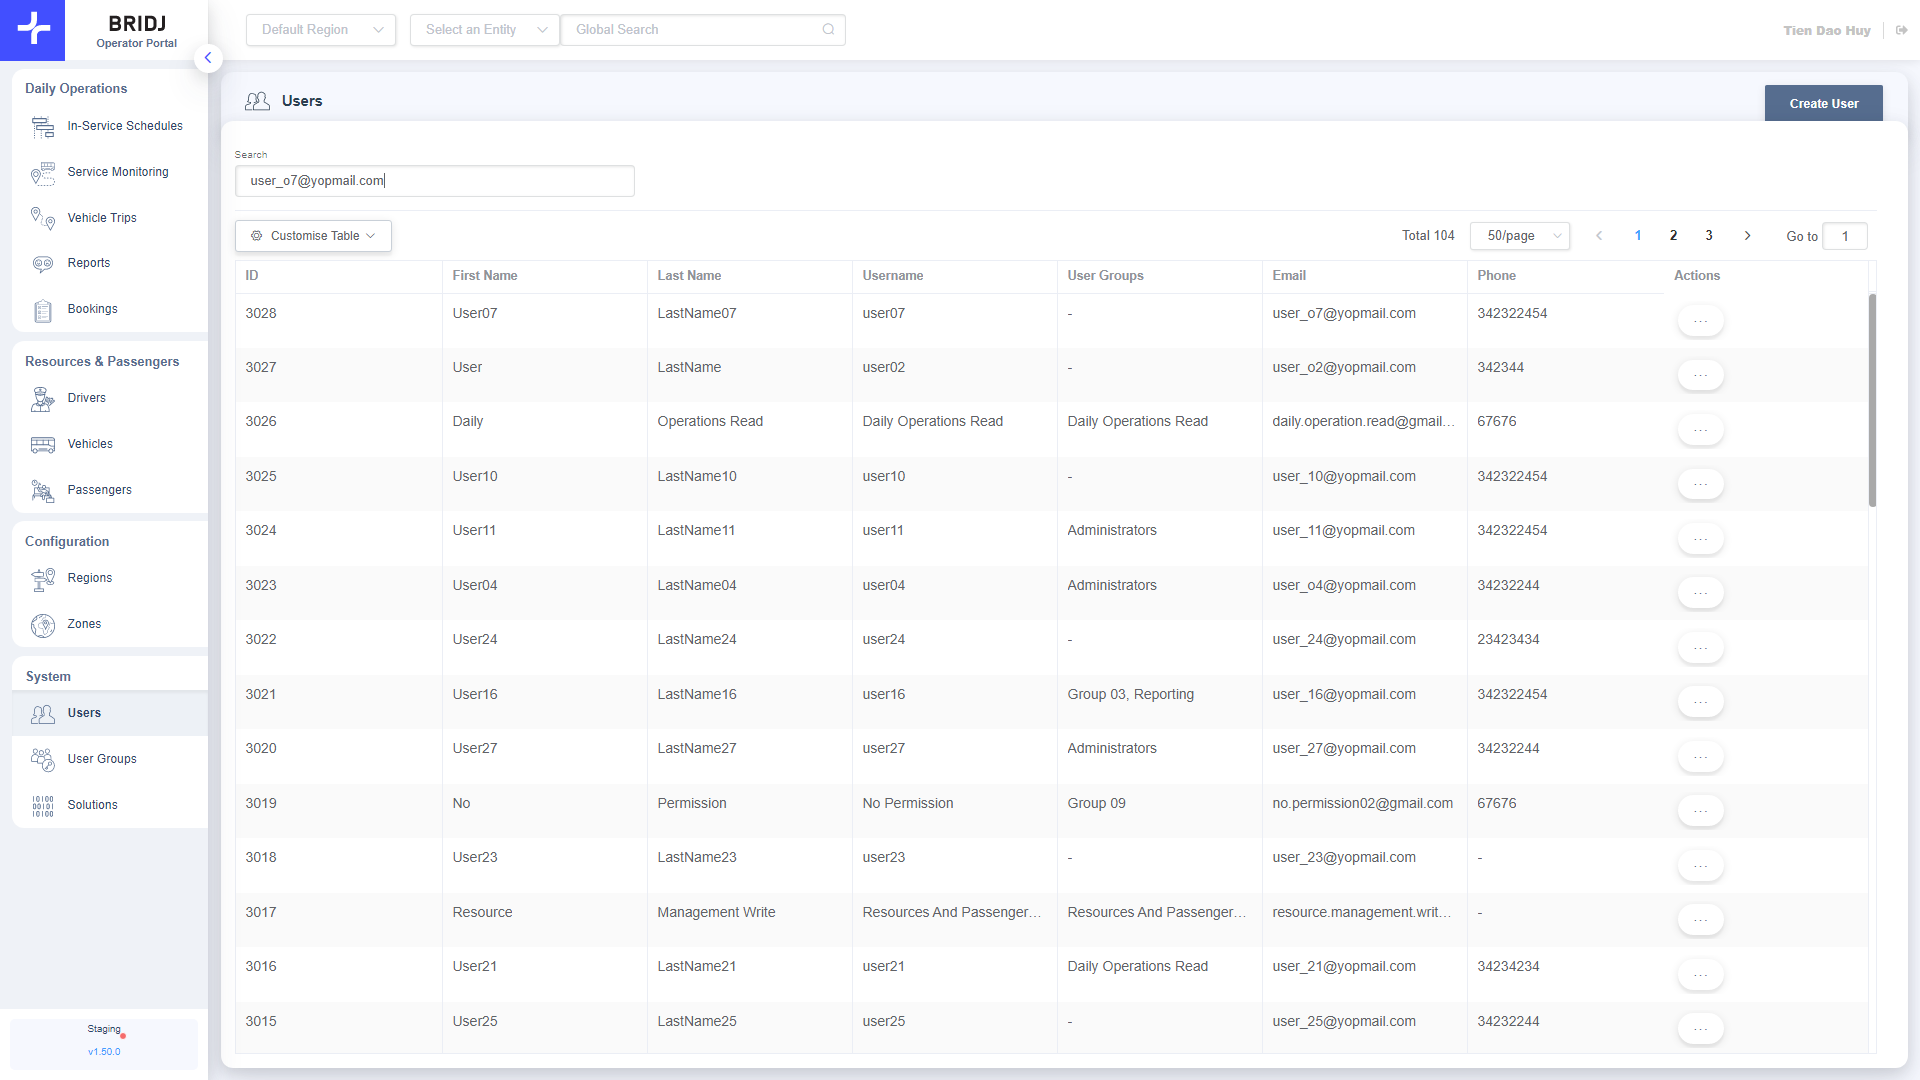 BRIDJ
Operator Portal
Default Region
Select an Entity
Global Search
Tien Dao Huy
Daily Operations
In-Service Schedules
Service Monitoring
Vehicle Trips
Reports
Bookings
Resources & Passengers
Drivers
Vehicles
Passengers
Configuration
Regions
Zones
System
Users
User Groups
Solutions
Staging
v1.50.0
Users
Create User
Search
user_o7@yopmail.com
Customise Table
Total 104 50/page 1 2 3 Go to 1
ID First Name Last Name Username User Groups Email Phone Actions
3028 User07 LastName07 user07 - user_o7@yopmail.com 342322454 ...
3027 User LastName user02 - user_o2@yopmail.com 342344 ...
3026 Daily Operations Read Daily Operations Read Daily Operations Read daily.operation.read@gmail... 67676 ...
3025 User10 LastName10 user10 - user_10@yopmail.com 342322454 ...
3024 User11 LastName11 user11 Administrators user_11@yopmail.com 342322454 ...
3023 User04 LastName04 user04 Administrators user_o4@yopmail.com 34232244 ...
3022 User24 LastName24 user24 - user_24@yopmail.com 23423434 ...
3021 User16 LastName16 user16 Group 03, Reporting user_16@yopmail.com 342322454 ...
3020 User27 LastName27 user27 Administrators user_27@yopmail.com 34232244 ...
3019 No Permission No Permission Group 09 no.permission02@gmail.com 67676 ...
3018 User23 LastName23 user23 - user_23@yopmail.com - ...
3017 Resource Management Write Resources And Passenger... Resources And Passenger... resource.management.writ... - ...
3016 User21 LastName21 user21 Daily Operations Read user_21@yopmail.com 34234234 ...
3015 User25 LastName25 user25 - user_25@yopmail.com 34232244 ...